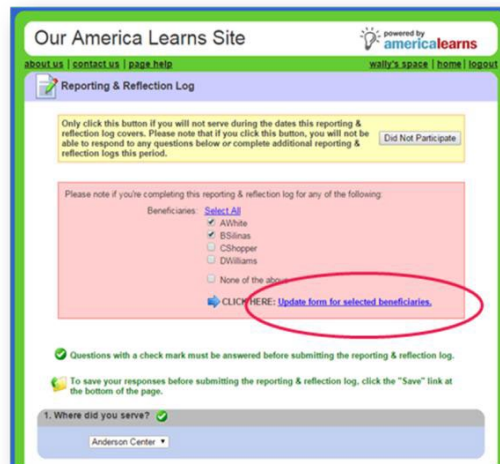 Our America Learns Site
powered by
americalearns
about us | contact us | page help
wally's space | home | logout
Reporting & Reflection Log
Only click this button if you will not serve during the dates this reporting &
reflection log covers. Please note that if you click this button, you will not be
able to respond to any questions below or complete additional reporting &
reflection logs this period.
Did Not Participate
Please note if you're completing this reporting & reflection log for any of the following:
Beneficiaries: Select All
AWhite
BSilinas
CShopper
DWilliams
None of the above
CLICK HERE: Update form for selected beneficiaries.
Questions with a check mark must be answered before submitting the reporting & reflection log.
To save your responses before submitting the reporting & reflection log, click the "Save" link at
the bottom of the page.
1. Where did you serve?
Anderson Center